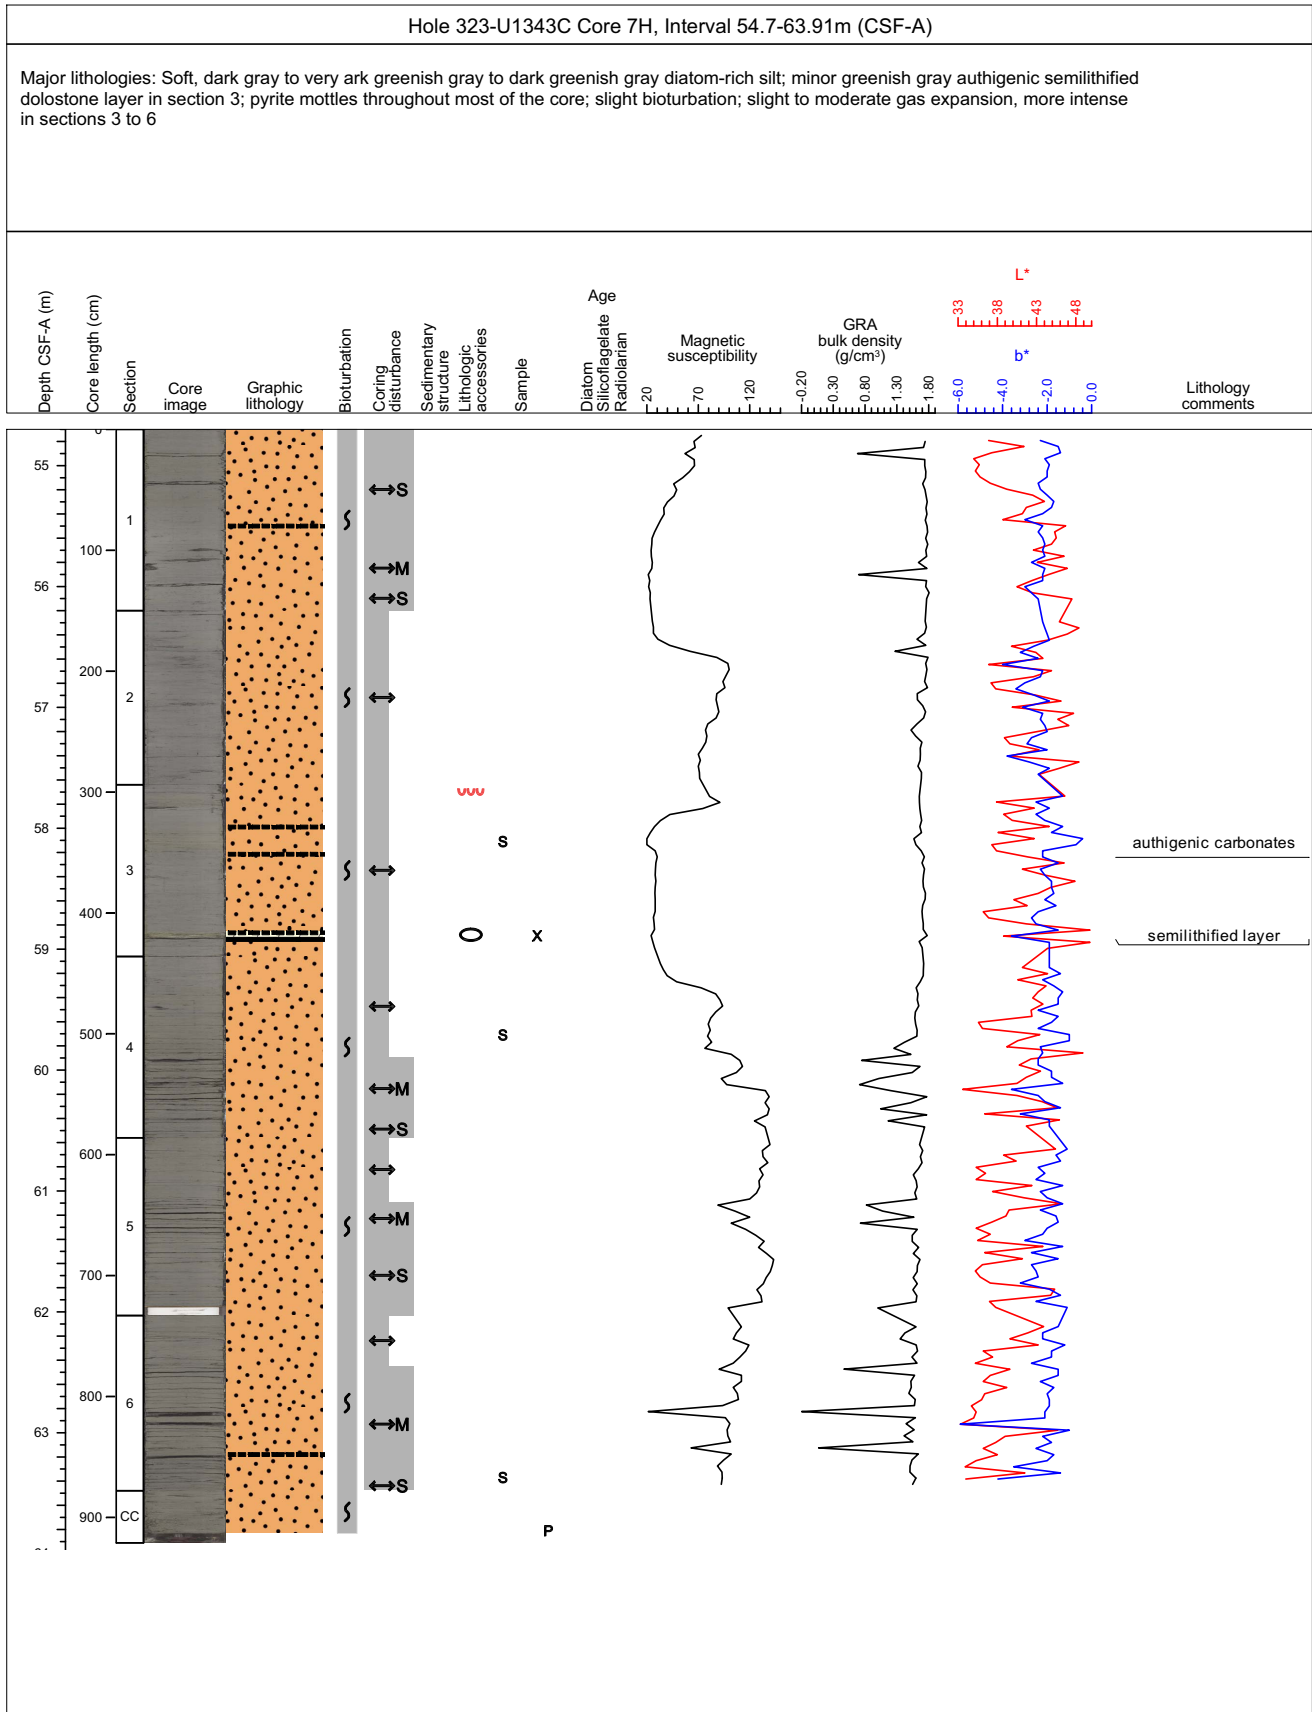 Hole 323-U1343C Core 7H, Interval 54.7-63.91m (CSF-A)
Major lithologies: Soft, dark gray to very ark greenish gray to dark greenish gray diatom-rich silt; minor greenish gray authigenic semilithified
dolostone layer in section 3; pyrite mottles throughout most of the core; slight bioturbation; slight to moderate gas expansion, more intense
in sections 3 to 6
Depth CSF-A (m)
Core length (cm)
Section
Core
image
Graphic
lithology
Bioturbation
Coring
disturbance
Sedimentary
structure
Lithologic
accessories
Sample
Age
Diatom
Silicoflagelate
Radiolarian
Magnetic
susceptibility
20 70 120
GRA
bulk density
(g/cm³)
-0.20 0.30 0.80 1.30 1.80
L*
33 38 43 48
b*
-6.0 -4.0 -2.0 0.0
Lithology
comments
55
S
1
100
M
56
S
200
2
57
300
58
S
authigenic carbonates
3
400
X
semilithified layer
59
500
S
4
60
M
S
600
61
M
5
700
S
62
800
6
M
63
S
S
900
CC
P